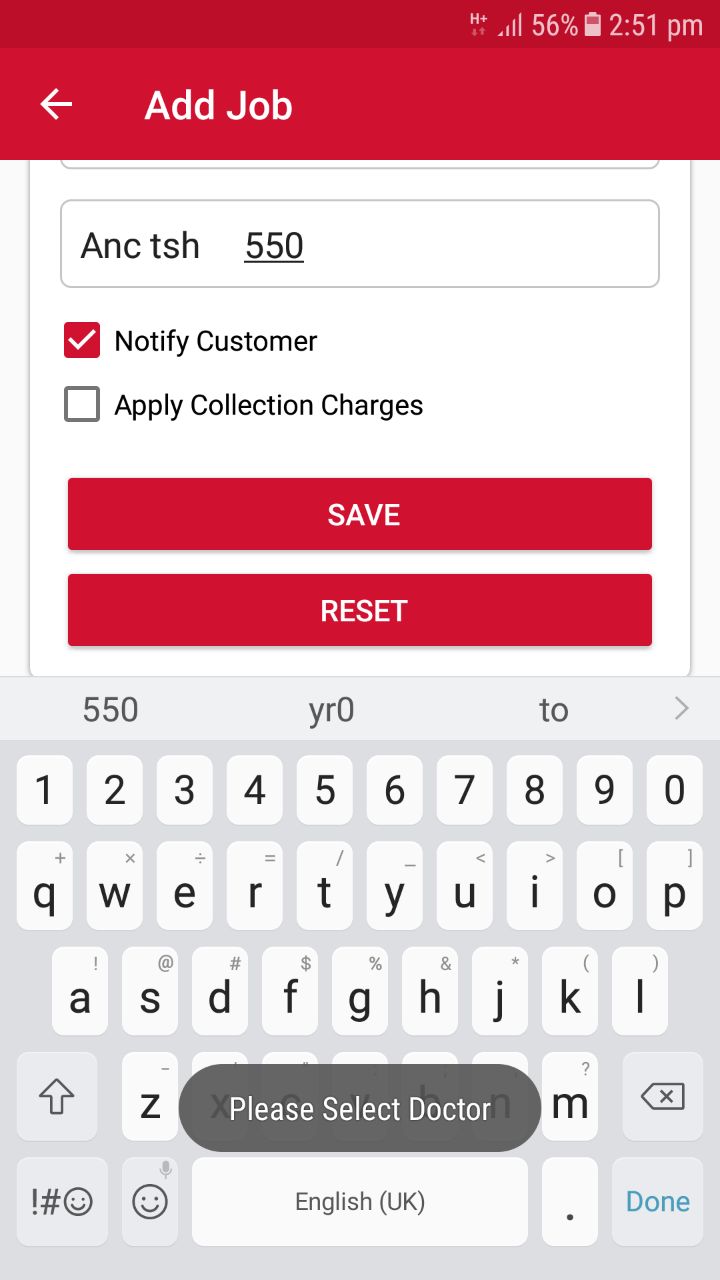 H+ 56% 2:51 pm
Add Job
Anc tsh 550
Notify Customer
Apply Collection Charges
SAVE
RESET
550 yr0 to
1 2 3 4 5 6 7 8 9 0
+ × ÷ = / _ < > [ ]
q w e r t y u i o p
! @ # $ % & * ( )
a s d f g h j k l
- ?
z m
Please Select Doctor
!#☺ English (UK) . Done